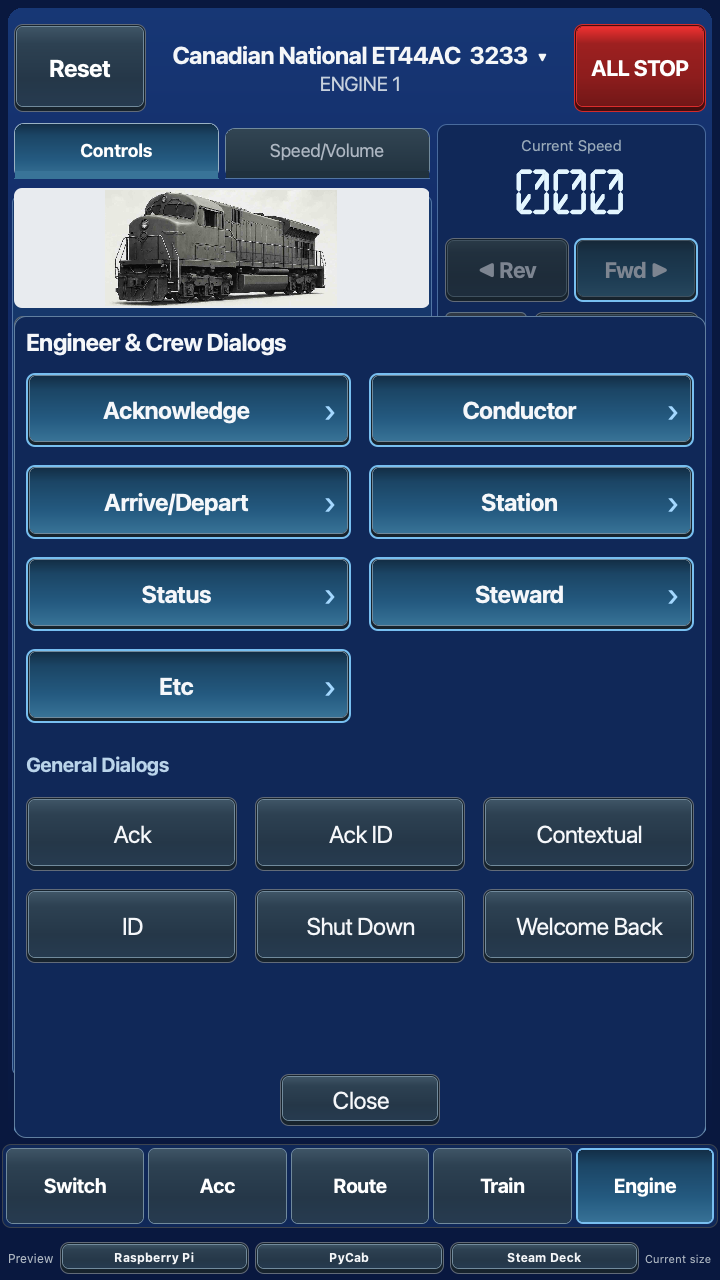 Reset
Canadian National ET44AC 3233 ▼
ENGINE 1
ALL STOP
Controls
Speed/Volume
Current Speed
000
◀ Rev
Fwd ▶
Engineer & Crew Dialogs
Acknowledge ›
Conductor ›
Arrive/Depart ›
Station ›
Status ›
Steward ›
Etc ›
General Dialogs
Ack
Ack ID
Contextual
ID
Shut Down
Welcome Back
Close
Switch
Acc
Route
Train
Engine
Preview
Raspberry Pi
PyCab
Steam Deck
Current size